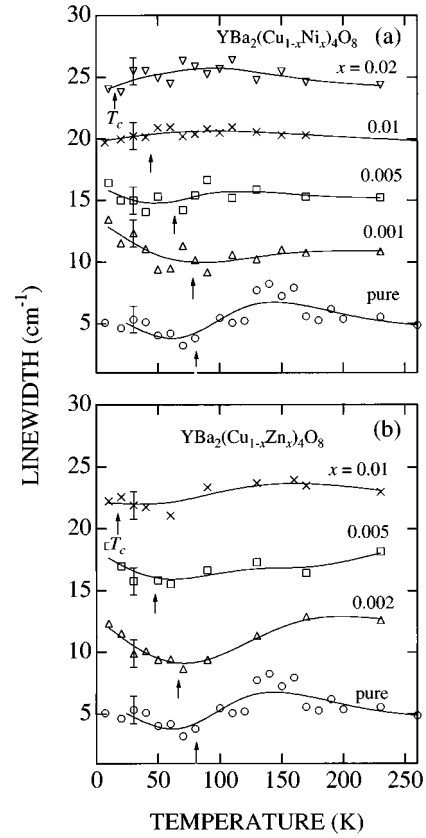 YBa2(Cu1-xNix)4O8 (a)
30
x = 0.02
25
Tc
0.01
20
0.005
15
0.001
10
pure
5
LINEWIDTH (cm-1)
30
(b)
YBa2(Cu1-xZnx)4O8
25
x = 0.01
Tc
20
0.005
15
0.002
10
pure
5
0 50 100 150 200 250
TEMPERATURE (K)